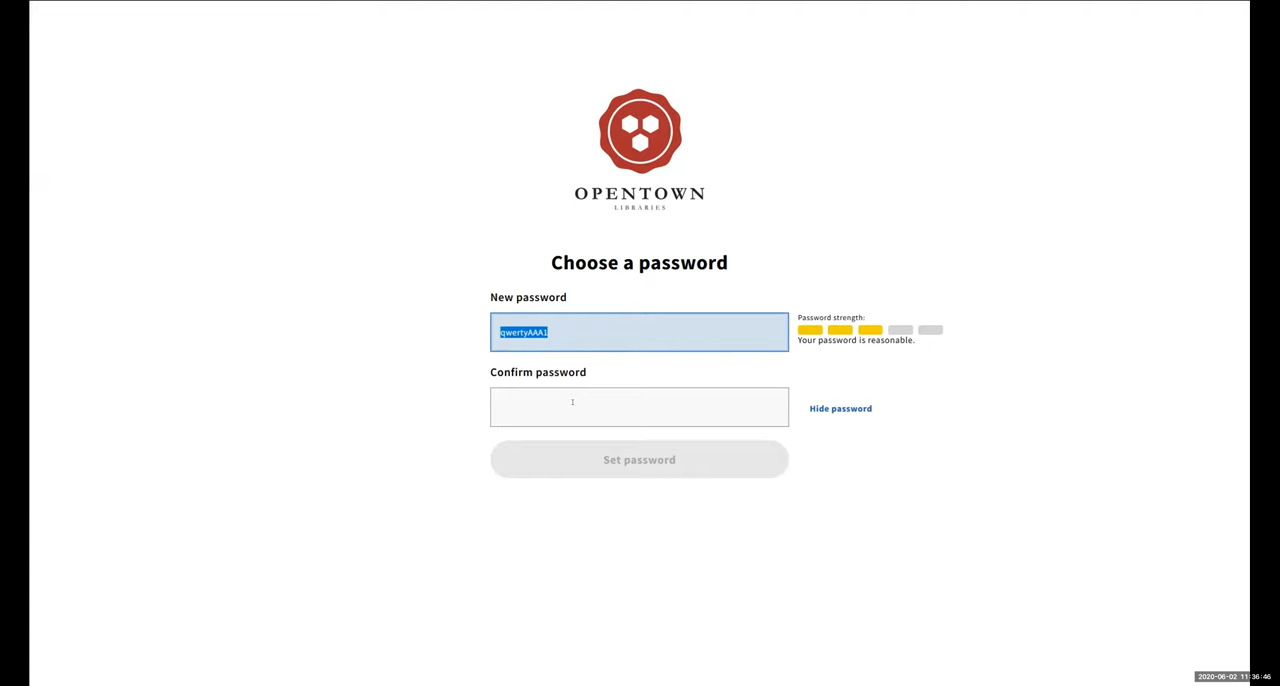 OPENTOWN
LIBRARIES
Choose a password
New password
qwertyAAA1
Password strength:
Your password is reasonable.
Confirm password
Hide password
Set password
2020-06-02 11:36:46